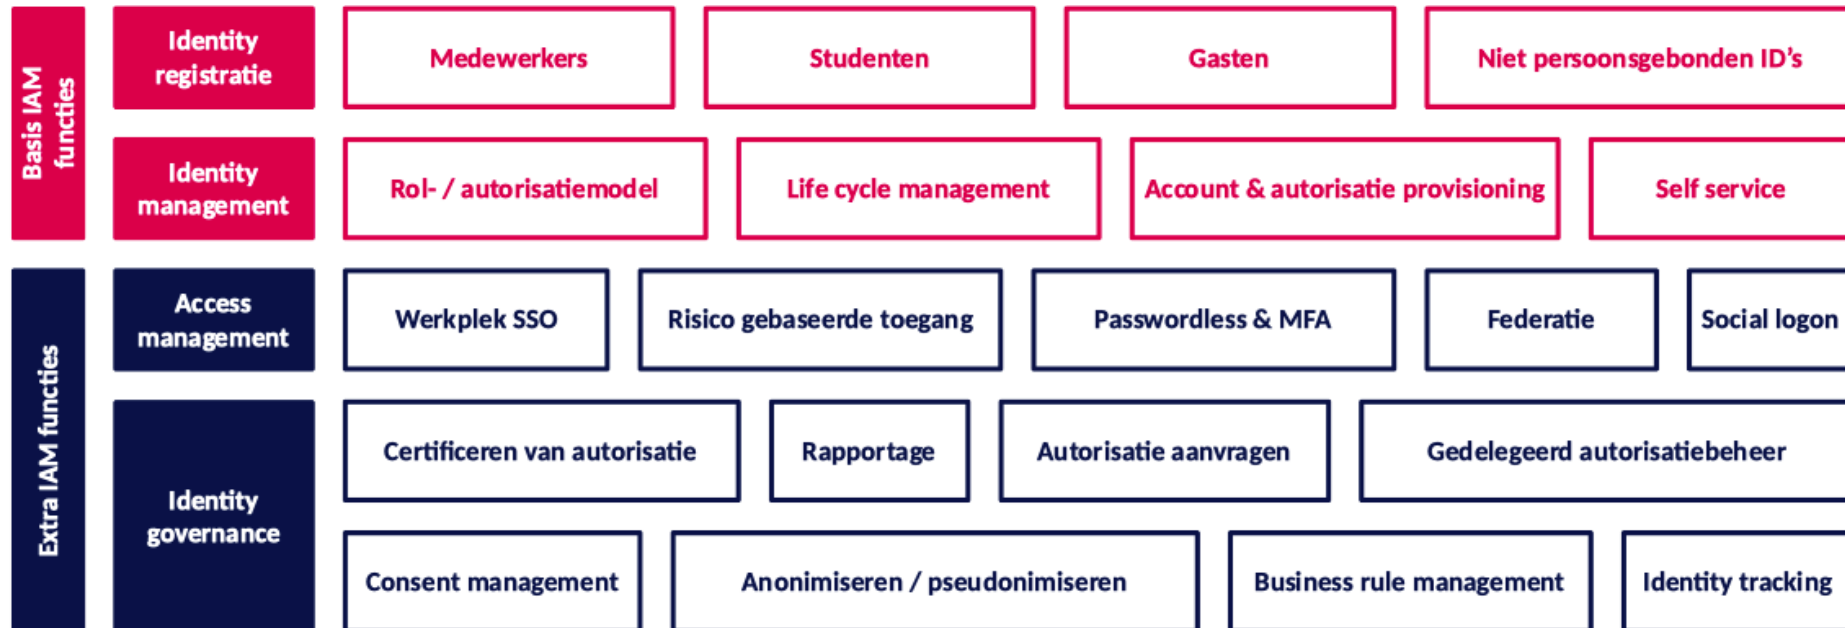 Basis IAM
functies
Identity
registratie
Medewerkers
Studenten
Gasten
Niet persoonsgebonden ID’s
Identity
management
Rol- / autorisatiemodel
Life cycle management
Account & autorisatie provisioning
Self service
Extra IAM functies
Access
management
Werkplek SSO
Risico gebaseerde toegang
Passwordless & MFA
Federatie
Social logon
Identity
governance
Certificeren van autorisatie
Rapportage
Autorisatie aanvragen
Gedelegeerd autorisatiebeheer
Consent management
Anonimiseren / pseudonimiseren
Business rule management
Identity tracking